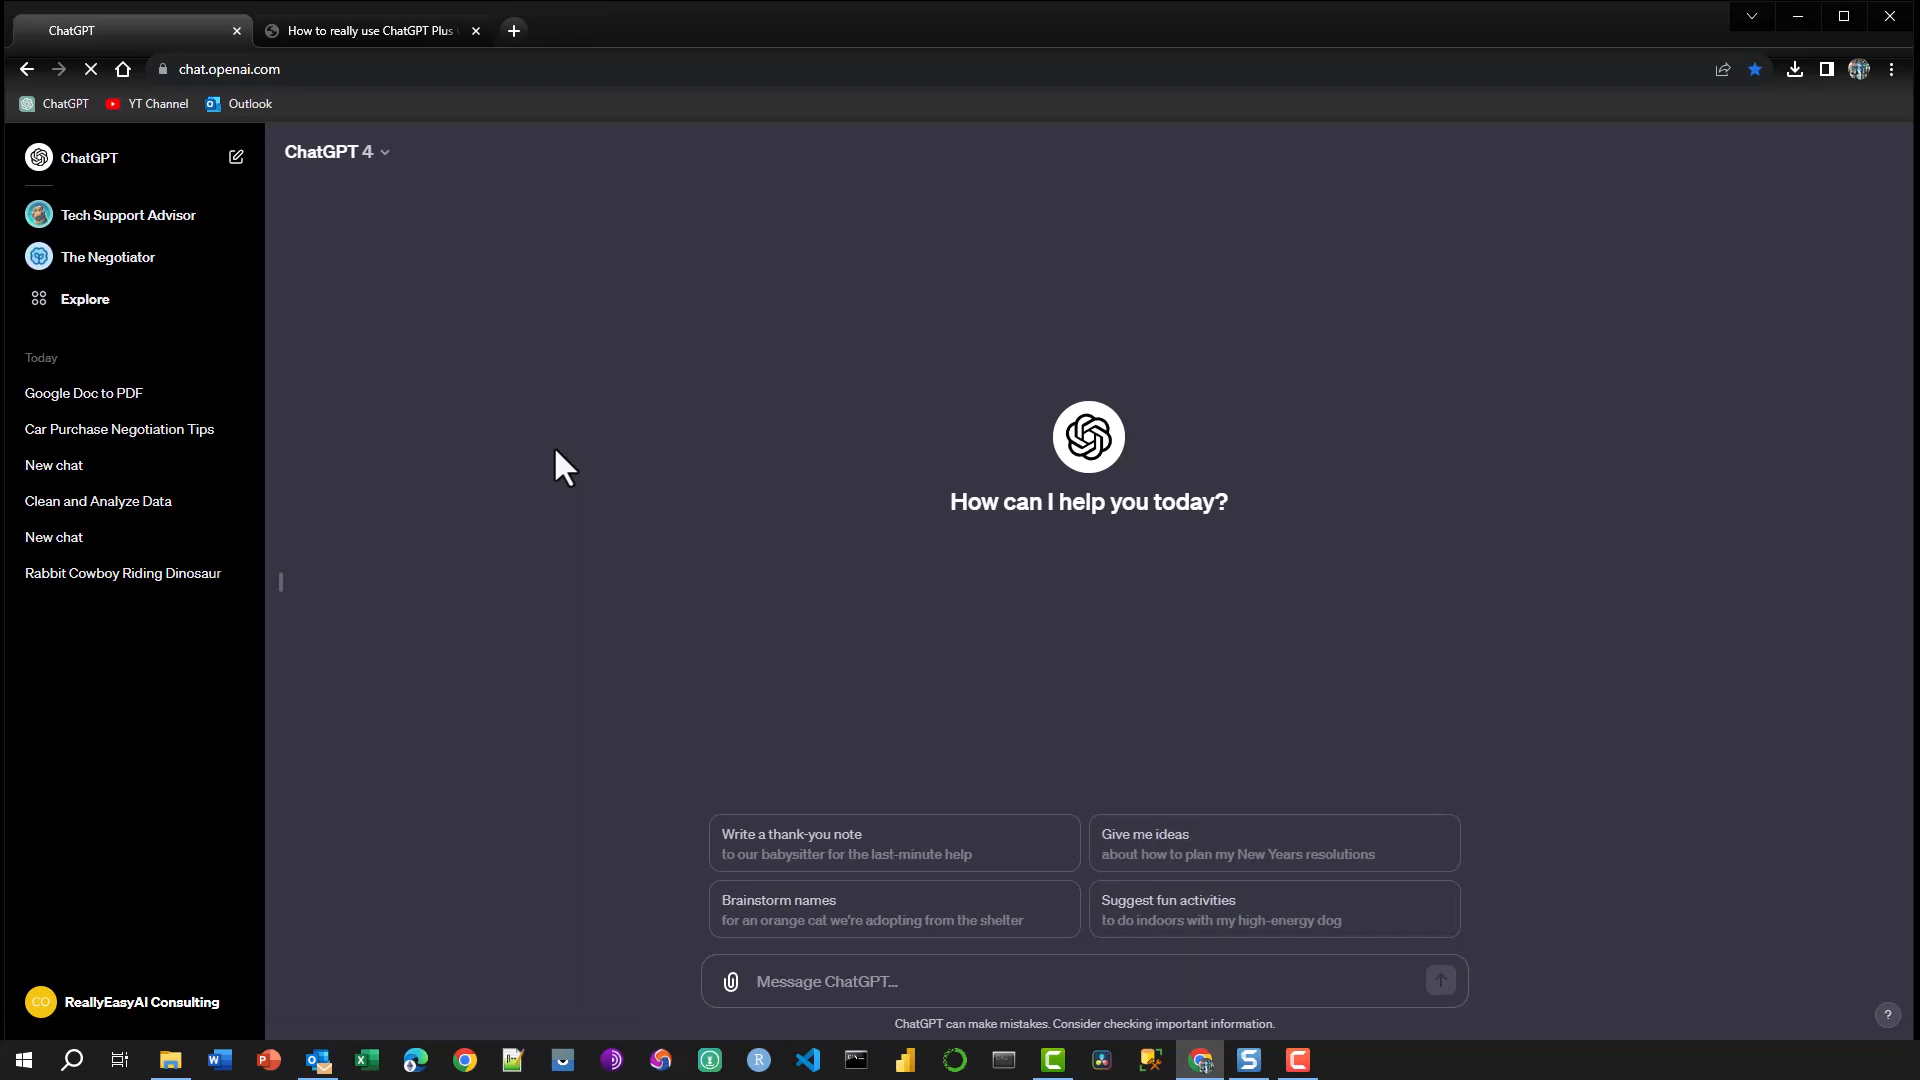 ChatGPT
How to really use ChatGPT Plus
chat.openai.com
ChatGPT
YT Channel
Outlook
ChatGPT
Tech Support Advisor
The Negotiator
Explore
Today
Google Doc to PDF
Car Purchase Negotiation Tips
New chat
Clean and Analyze Data
New chat
Rabbit Cowboy Riding Dinosaur
CO
ReallyEasyAI Consulting
ChatGPT 4
How can I help you today?
Write a thank-you note
to our babysitter for the last-minute help
Give me ideas
about how to plan my New Years resolutions
Brainstorm names
for an orange cat we're adopting from the shelter
Suggest fun activities
to do indoors with my high-energy dog
Message ChatGPT...
ChatGPT can make mistakes. Consider checking important information.
?